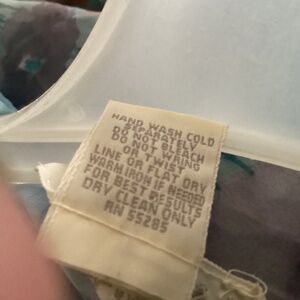 HAND WASH COLD
SEPARATELY
DO NOT BLEACH
DO NOT WRING
OR TWIST
LINE OR FLAT DRY
WARM IRON IF NEEDED
FOR BEST RESULTS
DRY CLEAN ONLY
RN 55285